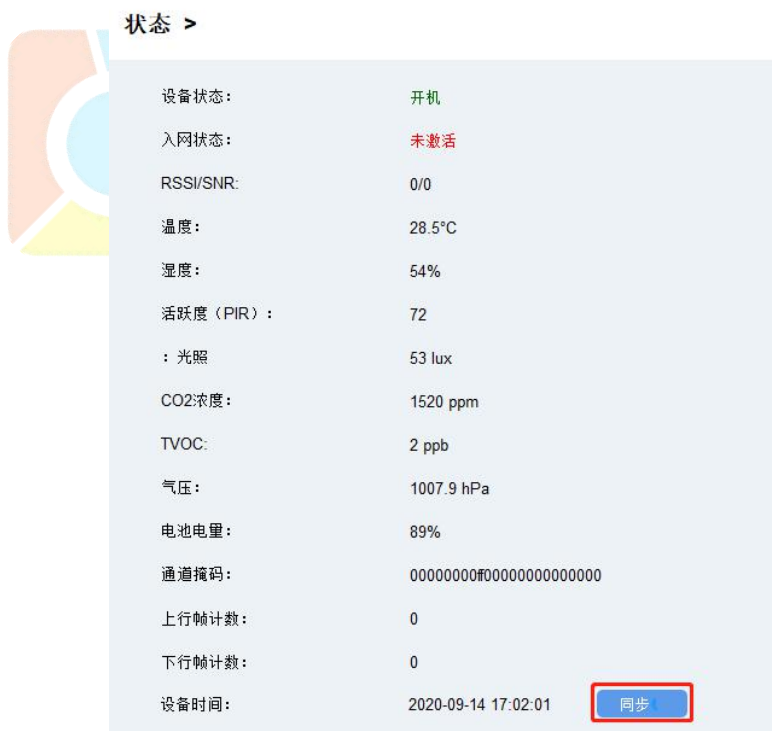 状态 >
设备状态： 开机
入网状态： 未激活
RSSI/SNR: 0/0
温度： 28.5°C
湿度： 54%
活跃度（PIR）： 72
：光照 53 lux
CO2浓度： 1520 ppm
TVOC: 2 ppb
气压： 1007.9 hPa
电池电量： 89%
通道掩码： 00000000ff00000000000000
上行帧计数： 0
下行帧计数： 0
设备时间： 2020-09-14 17:02:01 同步